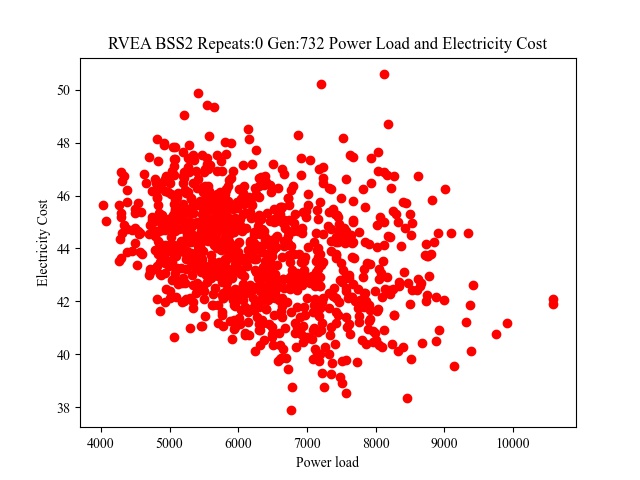 RVEA BSS2 Repeats:0 Gen:732 Power Load and Electricity Cost
50
48
46
44
42
40
38
Electricity Cost
4000 5000 6000 7000 8000 9000 10000
Power load